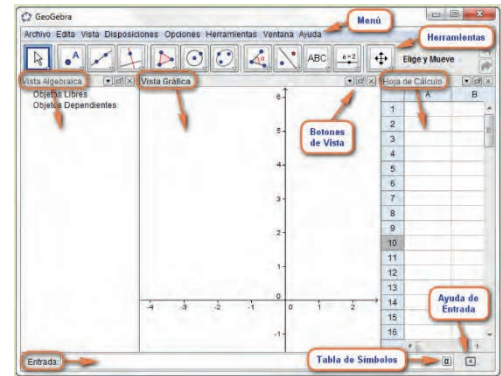 GeoGebra
Menú
Archivo Edita Vista Disposiciones Opciones Herramientas Ventana Ayuda
Herramientas
A
ABC
a=2
Elige y Mueve
Vista Algebraica
Vista Gráfica
Hoja de Cálculo
Objetos Libres
Objetos Dependientes
Botones
de Vista
A B
1
2
3
4
5
6
7
8
9
10
11
12
13
14
15
16
6
5
4
3
2
1
0
-1
-4 -3 -2 -1 0 1 2
Ayuda de
Entrada
Tabla de Símbolos
α
Entrada: